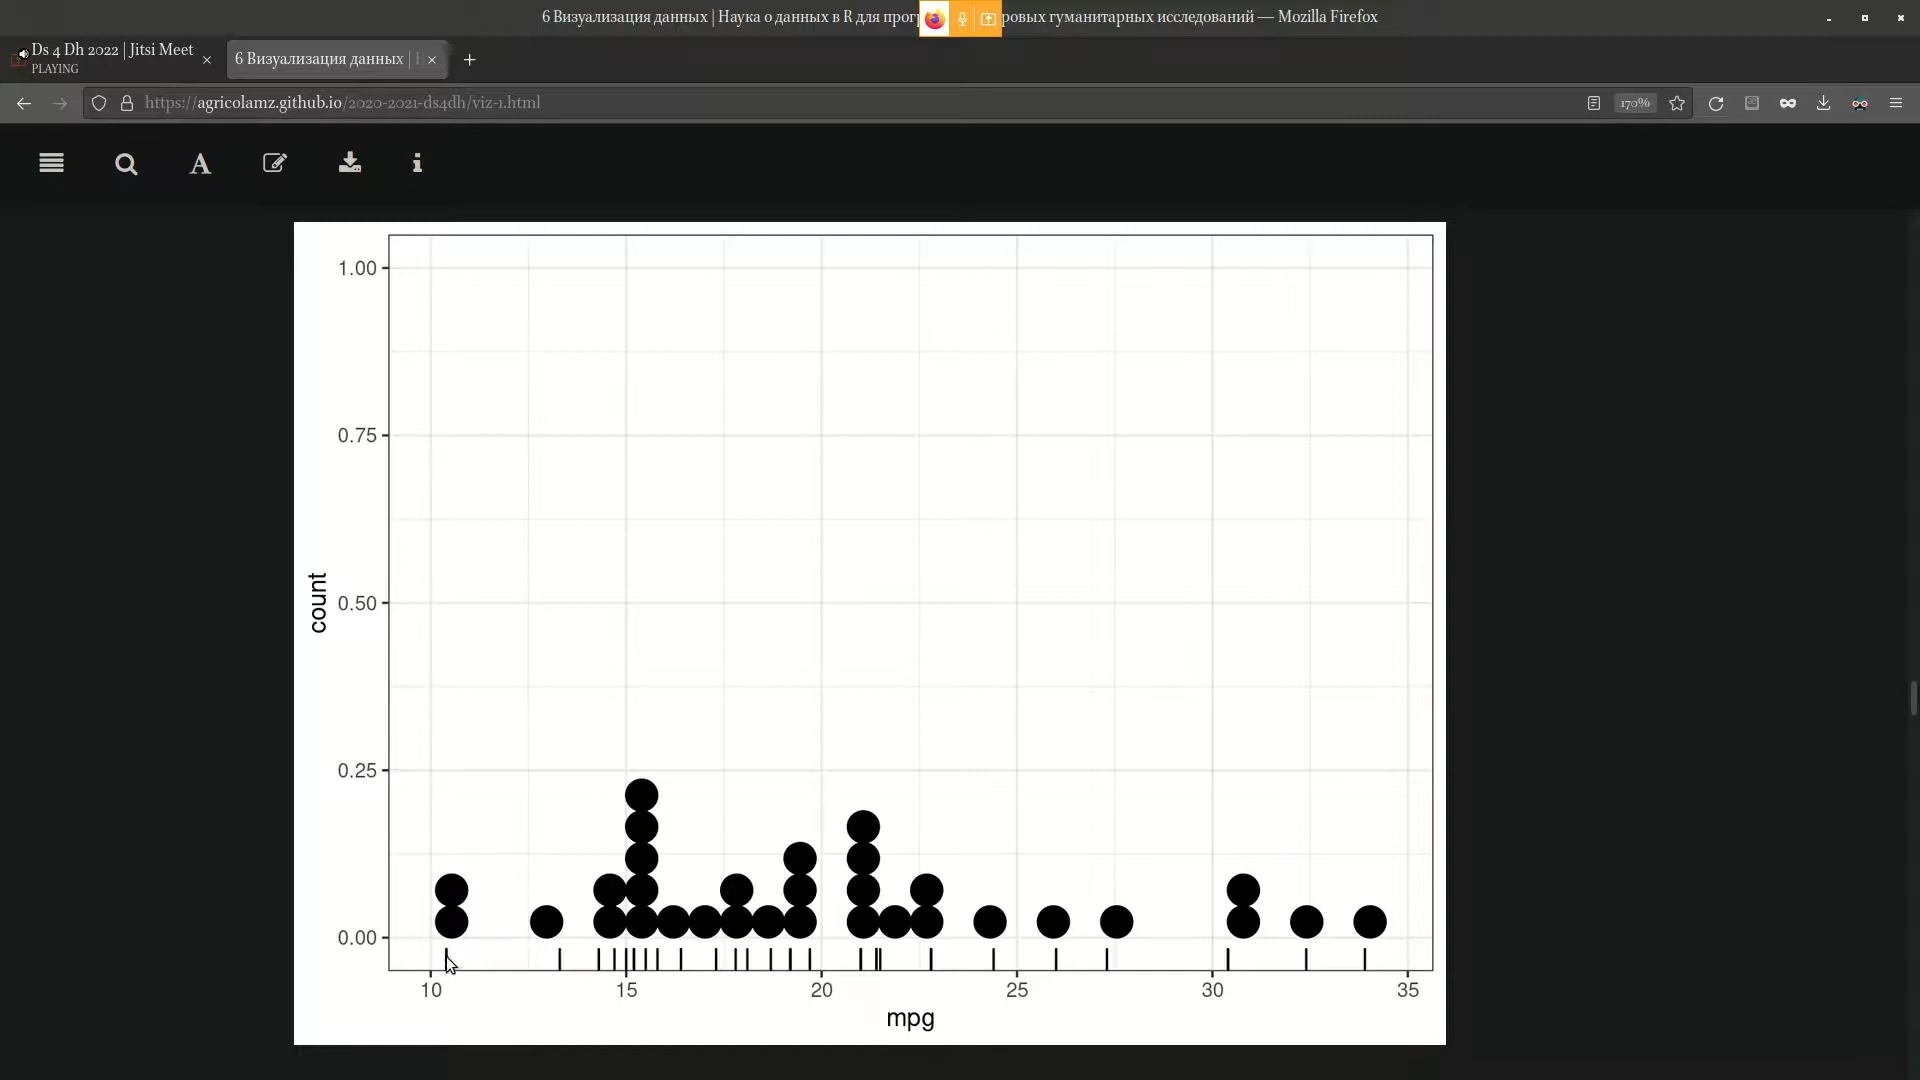 6 Визуализация данных | Наука о данных в R для прог
ровых гуманитарных исследований — Mozilla Firefox
Ds 4 Dh 2022 | Jitsi Meet
PLAYING
6 Визуализация данных |
https://agricolamz.github.io/2020-2021-ds4dh/viz-1.html
170%
1.00
0.75
0.50
0.25
0.00
count
10 15 20 25 30 35
mpg